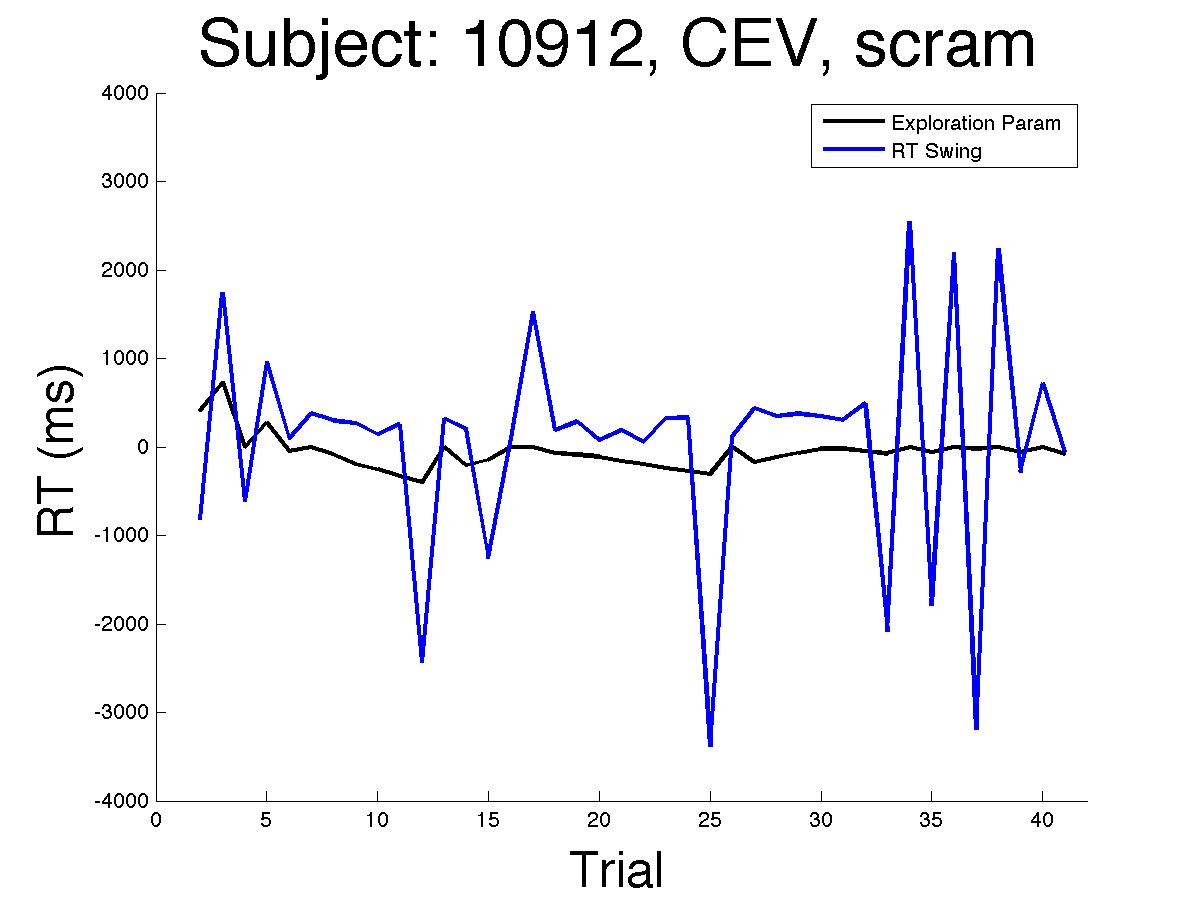 Subject: 10912, CEV, scram
4000
3000
2000
1000
0
-1000
-2000
-3000
-4000
RT (ms)
Exploration Param
RT Swing
0 5 10 15 20 25 30 35 40
Trial